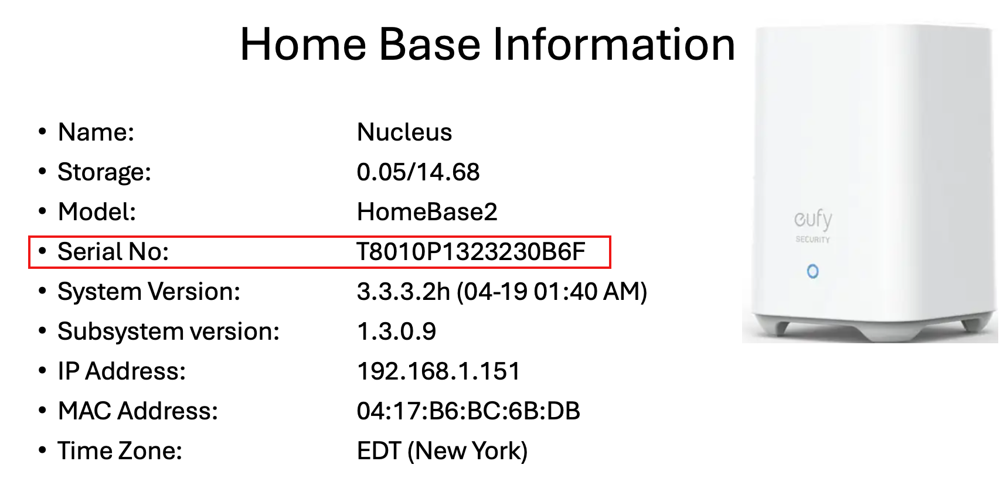 Home Base Information
• Name: Nucleus
• Storage: 0.05/14.68
• Model: HomeBase2
• Serial No: T8010P1323230B6F
• System Version: 3.3.3.2h (04-19 01:40 AM)
• Subsystem version: 1.3.0.9
• IP Address: 192.168.1.151
• MAC Address: 04:17:B6:BC:6B:DB
• Time Zone: EDT (New York)
eufy
SECURITY